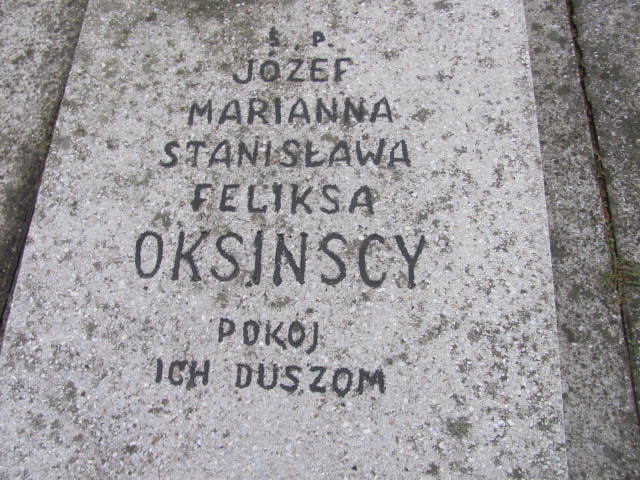 Ś. P.
JÓZEF
MARIANNA
STANISŁAWA
FELIKSA
OKSIŃSCY
POKÓJ
ICH DUSZOM